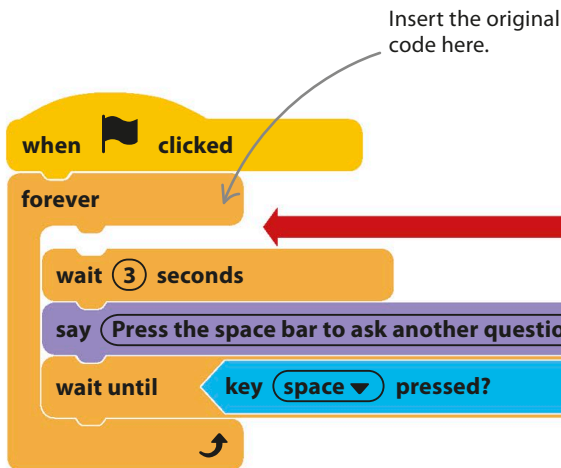 Insert the original
code here.
when clicked
forever
wait 3 seconds
say Press the space bar to ask another
wait until key space pressed?